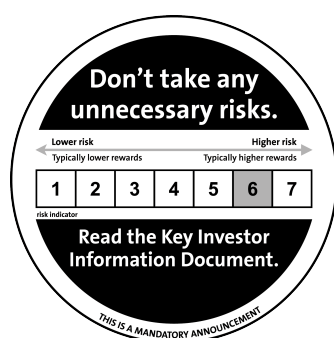 Don't take any
unnecessary risks.
Lower risk Higher risk
Typically lower rewards Typically higher rewards
1 2 3 4 5 6 7
risk indicator
Read the Key Investor
Information Document.
THIS IS A MANDATORY ANNOUNCEMENT